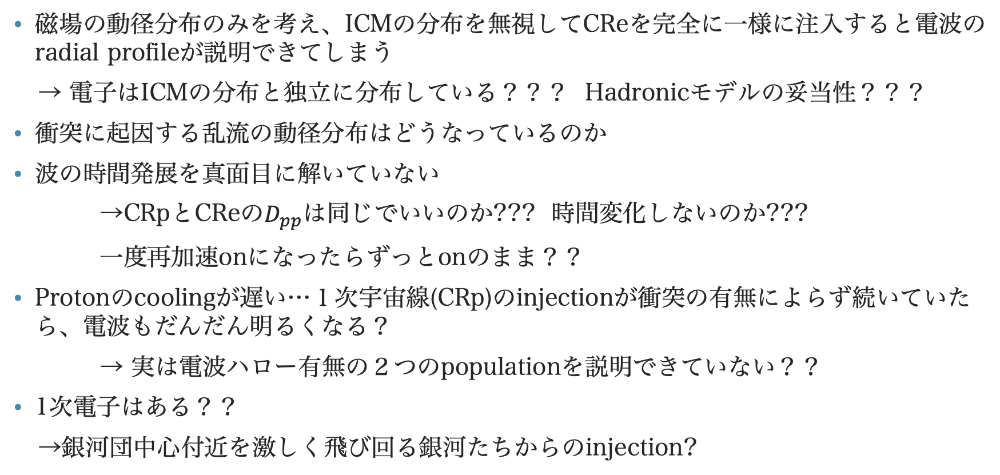 • 磁場の動径分布のみを考え、ICMの分布を無視してCReを完全に一様に注入すると電波の
radial profileが説明できてしまう
→ 電子はICMの分布と独立に分布している？？？ Hadronicモデルの妥当性？？？
• 衝突に起因する乱流の動径分布はどうなっているのか
• 波の時間発展を真面目に解いていない
→CRpとCReのD_{pp}は同じでいいのか??? 時間変化しないのか???
一度再加速onになったらずっとonのまま？？
• Protonのcoolingが遅い…１次宇宙線(CRp)のinjectionが衝突の有無によらず続いていた
ら、電波もだんだん明るくなる？
→ 実は電波ハロー有無の２つのpopulationを説明できていない？？
• 1次電子はある？？
→銀河団中心付近を激しく飛び回る銀河たちからのinjection?